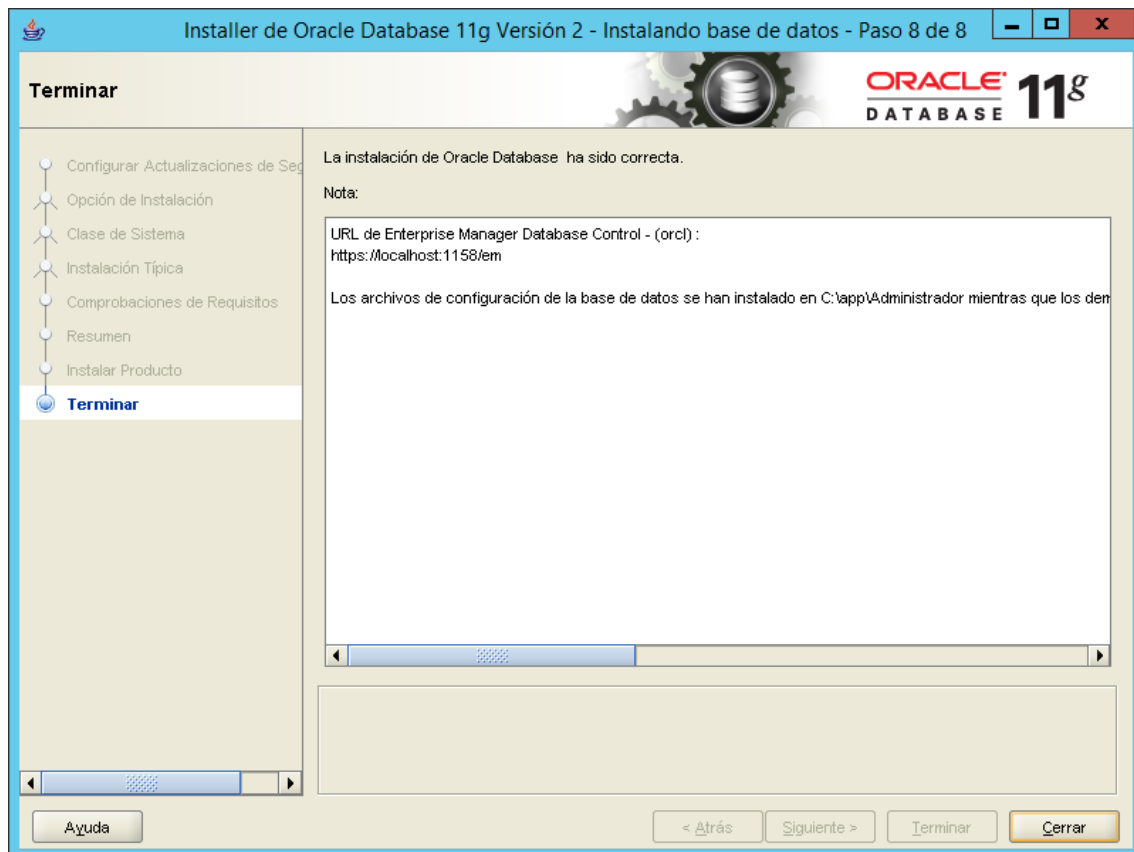 Installer de Oracle Database 11g Versión 2 - Instalando base de datos - Paso 8 de 8
Terminar
ORACLE DATABASE 11g
Configurar Actualizaciones de Seg
Opción de Instalación
Clase de Sistema
Instalación Típica
Comprobaciones de Requisitos
Resumen
Instalar Producto
Terminar
La instalación de Oracle Database  ha sido correcta.
Nota:
URL de Enterprise Manager Database Control - (orcl) :
https://localhost:1158/em
Los archivos de configuración de la base de datos se han instalado en C:\app\Administrador mientras que los dem
Ayuda
< Atrás
Siguiente >
Terminar
Cerrar